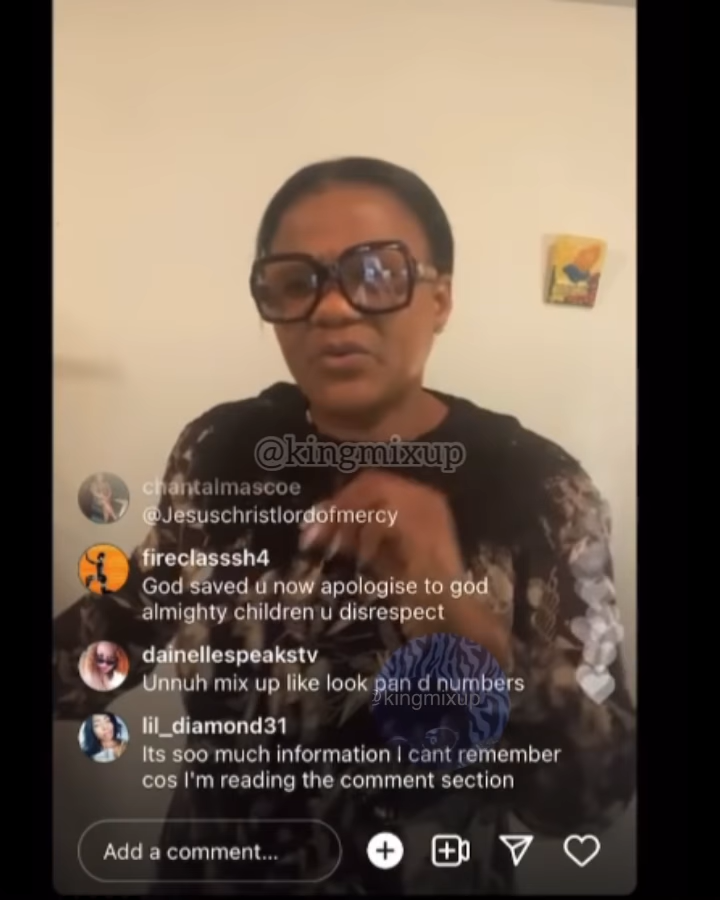 @kingmixup
chantalmascoe
@Jesuschristlordofmercy
fireclasssh4
God saved u now apologise to god
almighty children u disrespect
dainellespeakstv
Unnuh mix up like look pan d numbers
@kingmixup
lil_diamond31
Its soo much information I cant remember
cos I'm reading the comment section
Add a comment...